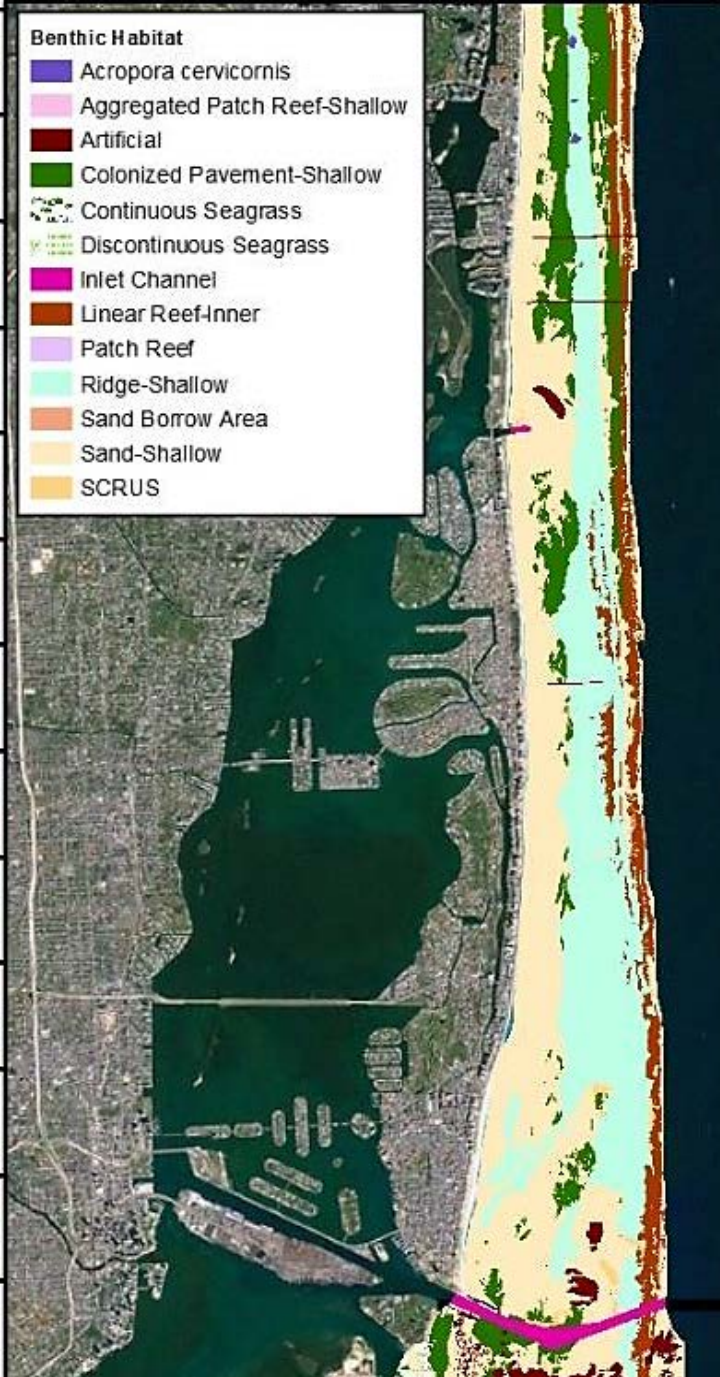 Benthic Habitat
Acropora cervicornis
Aggregated Patch Reef-Shallow
Artificial
Colonized Pavement-Shallow
Continuous Seagrass
Discontinuous Seagrass
Inlet Channel
Linear Reef-Inner
Patch Reef
Ridge-Shallow
Sand Borrow Area
Sand-Shallow
SCRUS